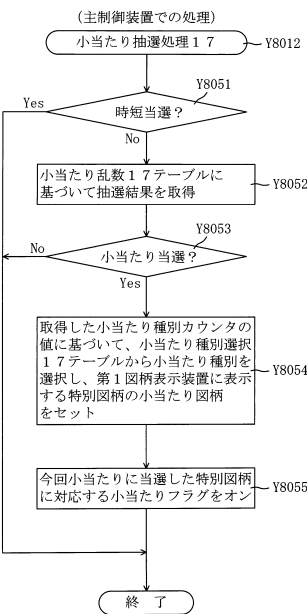 (主制御装置での処理)
小当たり抽選処理17
Y8012
Y8051
Yes
時短当選?
No
小当たり乱数17テーブルに
基づいて抽選結果を取得
Y8052
Y8053
No
小当たり当選?
Yes
取得した小当たり種別カウンタの
値に基づいて、小当たり種別選択
17テーブルから小当たり種別を
選択し、第1図柄表示装置に表示
する特別図柄の小当たり図柄
をセット
Y8054
今回小当たりに当選した特別図柄
に対応する小当たりフラグをオン
Y8055
終 了